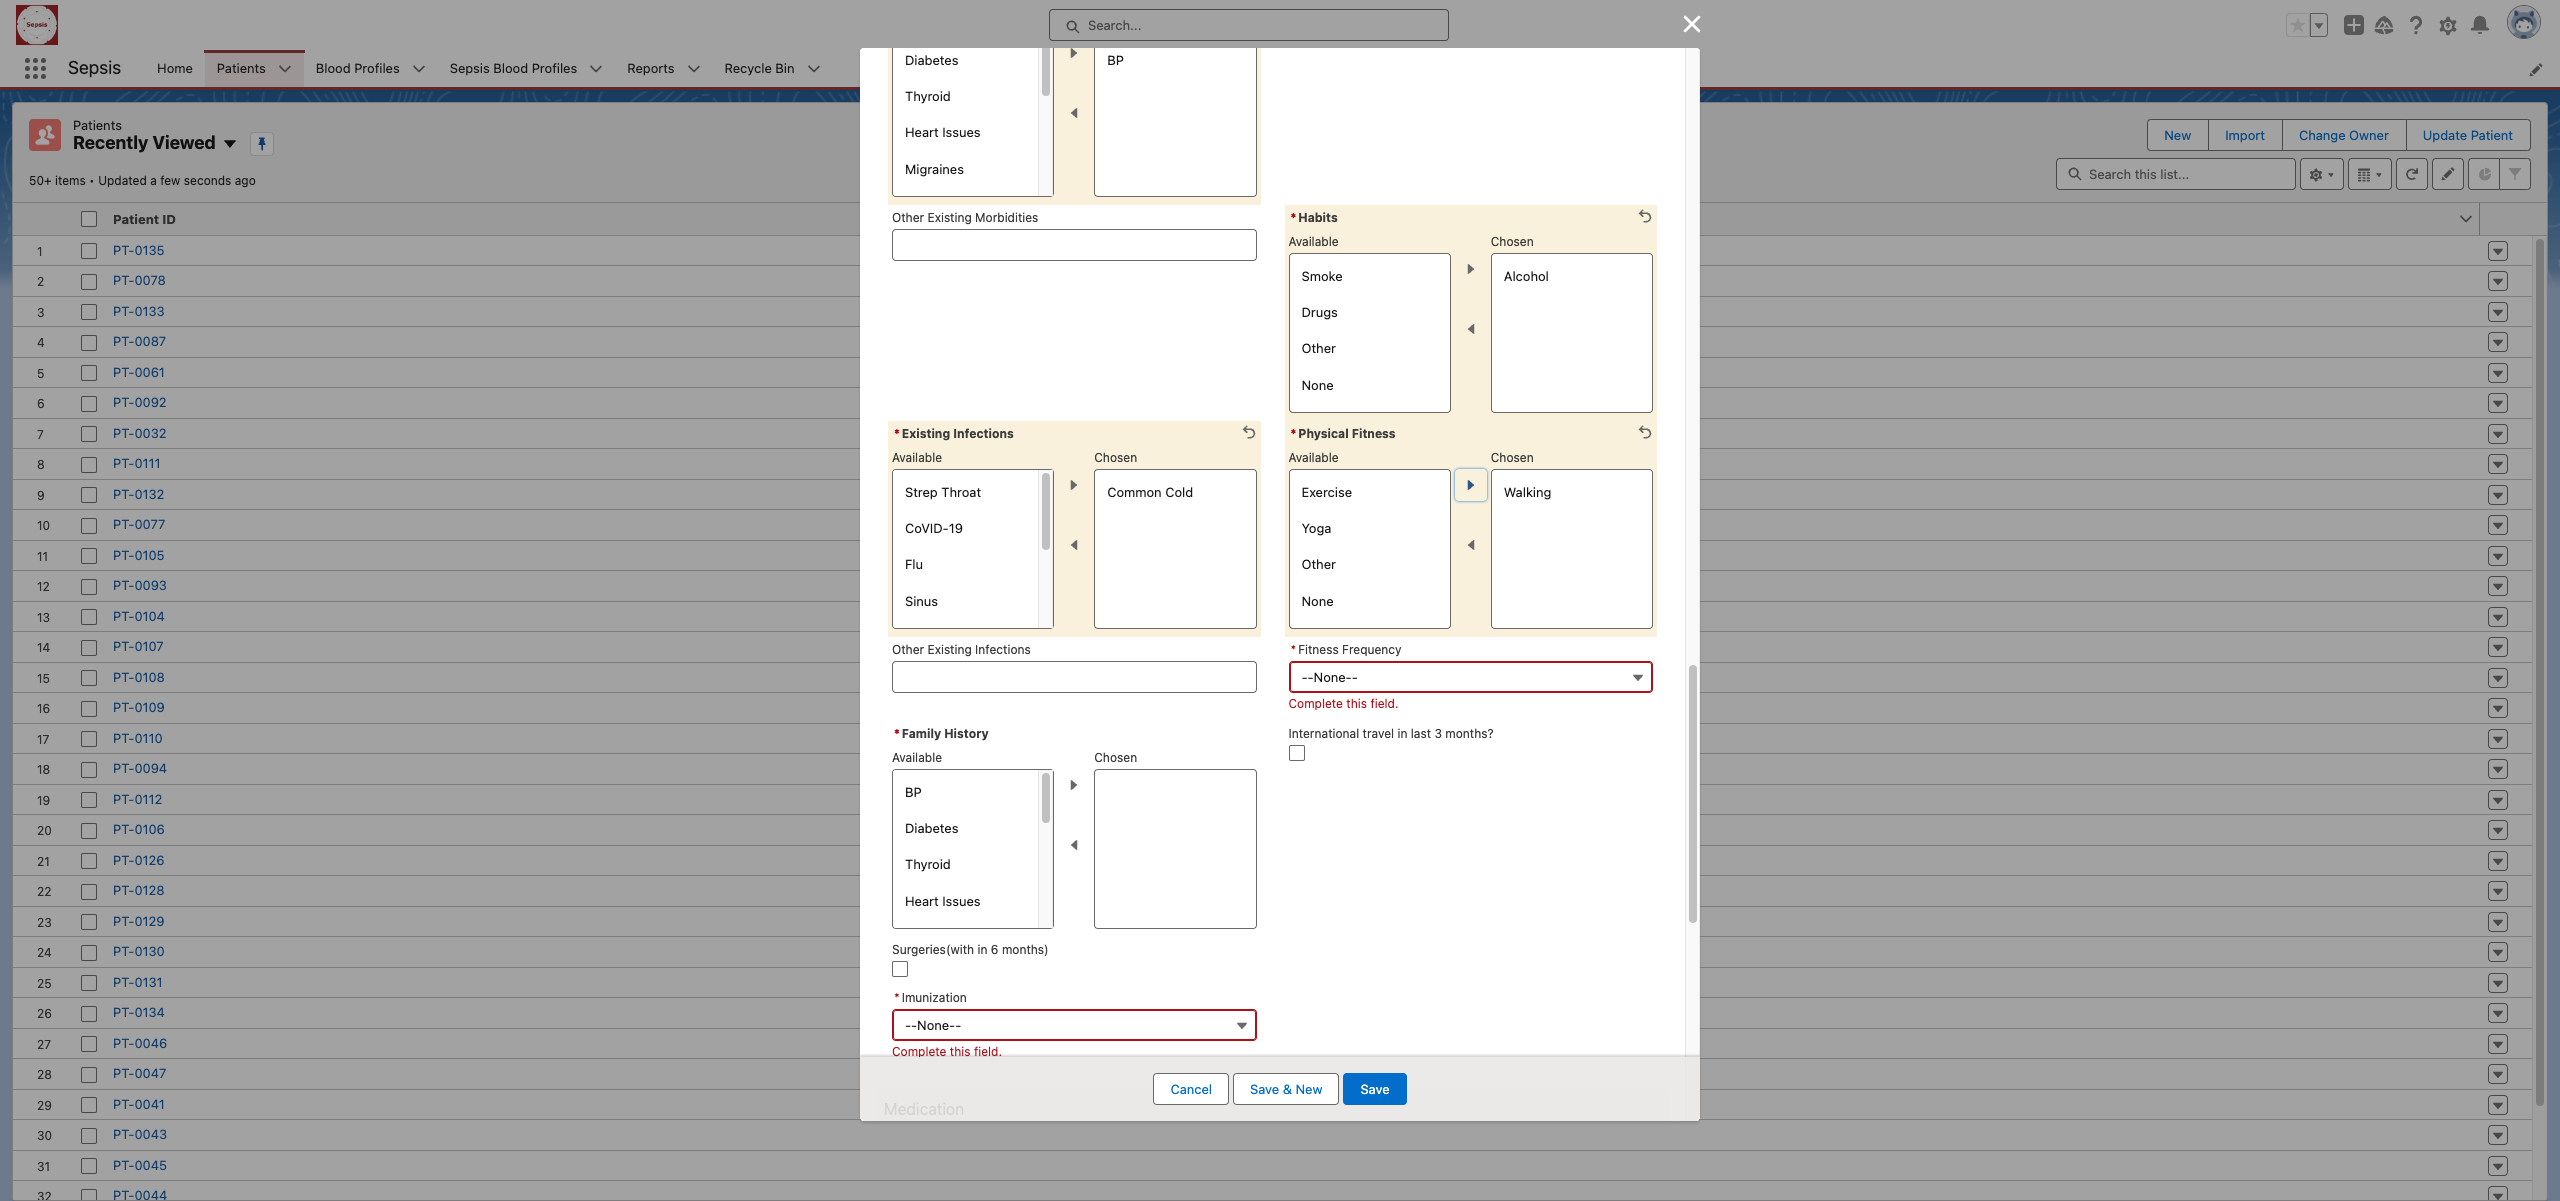 Sepsis
Search...
Sepsis
Home
Patients
Blood Profiles
Sepsis Blood Profiles
Reports
Recycle Bin
Patients
Recently Viewed
50+ items • Updated a few seconds ago
New
Import
Change Owner
Update Patient
Search this list...
Patient ID
1 PT-0135
2 PT-0078
3 PT-0133
4 PT-0087
5 PT-0061
6 PT-0092
7 PT-0032
8 PT-0111
9 PT-0132
10 PT-0077
11 PT-0105
12 PT-0093
13 PT-0104
14 PT-0107
15 PT-0108
16 PT-0109
17 PT-0110
18 PT-0094
19 PT-0112
20 PT-0106
21 PT-0126
22 PT-0128
23 PT-0129
24 PT-0130
25 PT-0131
26 PT-0134
27 PT-0046
28 PT-0047
29 PT-0041
30 PT-0043
31 PT-0045
32 PT-0044
Diabetes
Thyroid
Heart Issues
Migraines
BP
Other Existing Morbidities
*Habits
Available
Chosen
Smoke
Drugs
Other
None
Alcohol
*Existing Infections
Available
Chosen
Strep Throat
CoVID-19
Flu
Sinus
Common Cold
*Physical Fitness
Available
Chosen
Exercise
Yoga
Other
None
Walking
Other Existing Infections
*Fitness Frequency
--None--
Complete this field.
*Family History
Available
Chosen
BP
Diabetes
Thyroid
Heart Issues
International travel in last 3 months?
Surgeries(with in 6 months)
*Imunization
--None--
Complete this field.
Medication
Cancel
Save & New
Save